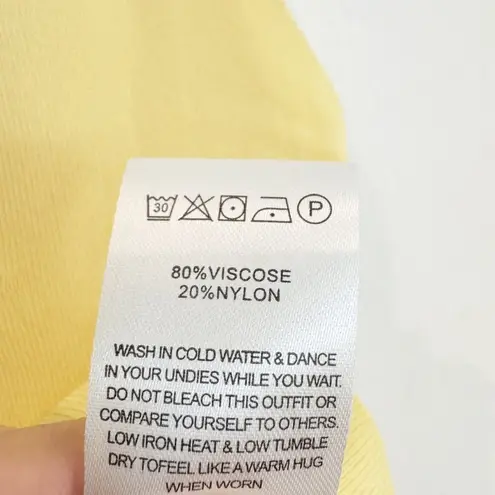 30 P
80%VISCOSE
20%NYLON
WASH IN COLD WATER & DANCE
IN YOUR UNDIES WHILE YOU WAIT.
DO NOT BLEACH THIS OUTFIT OR
COMPARE YOURSELF TO OTHERS.
LOW IRON HEAT & LOW TUMBLE
DRY TOFEEL LIKE A WARM HUG
WHEN WORN